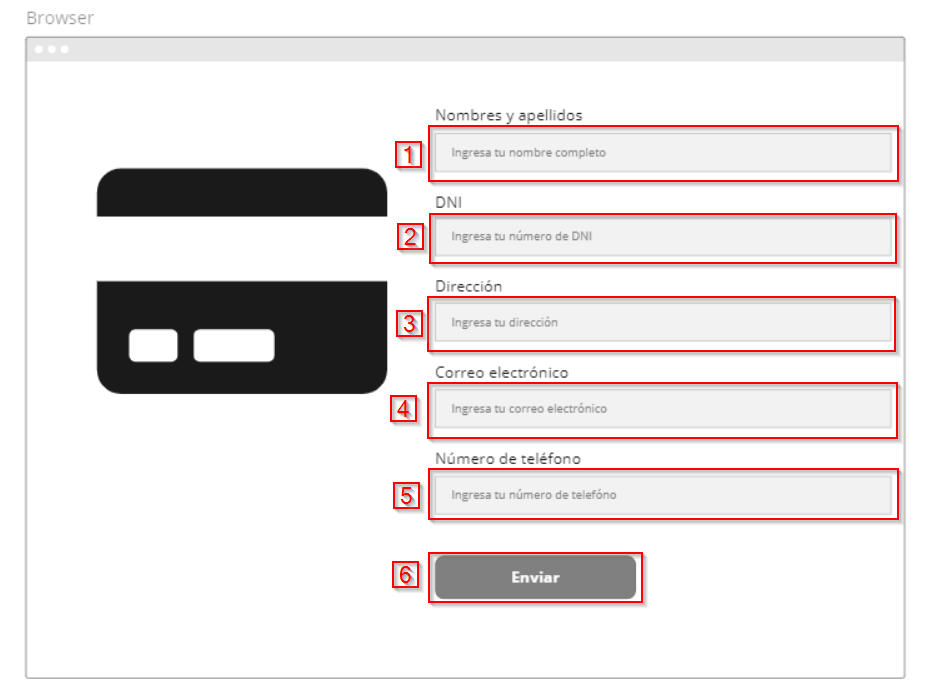 Browser
Nombres y apellidos
1
Ingresa tu nombre completo
DNI
2
Ingresa tu número de DNI
Dirección
3
Ingresa tu dirección
Correo electrónico
4
Ingresa tu correo electrónico
Número de teléfono
5
Ingresa tu número de telefóno
6
Enviar